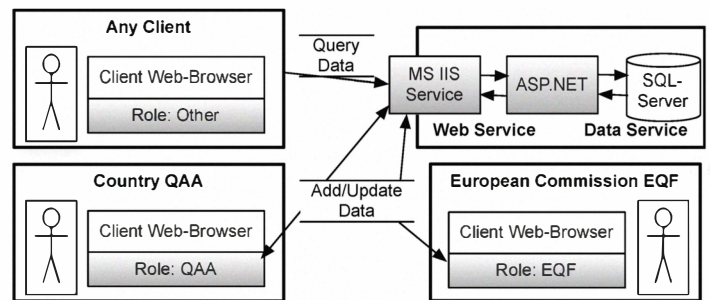 Any Client
Client Web-Browser
Role: Other
Query
Data
MS IIS
Service
ASP.NET
SQL-
Server
Web Service
Data Service
Country QAA
Client Web-Browser
Role: QAA
Add/Update
Data
European Commission EQF
Client Web-Browser
Role: EQF